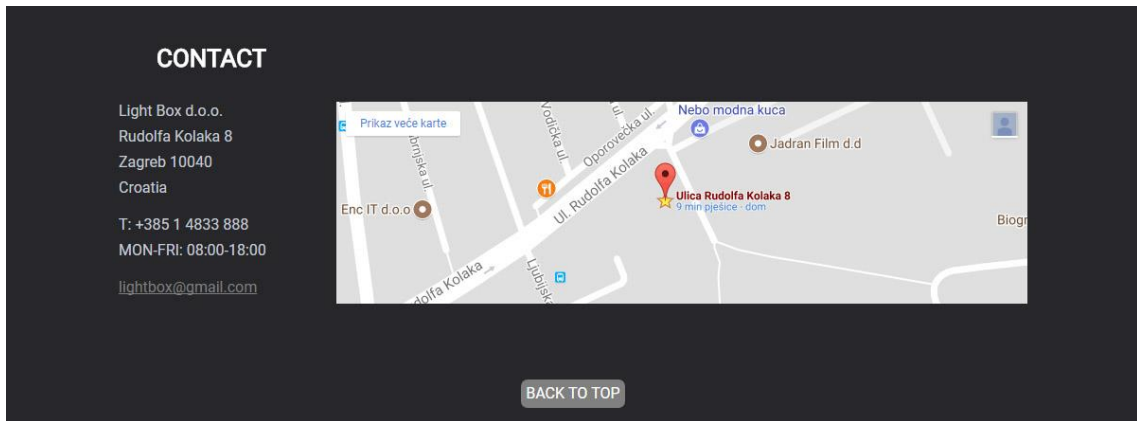 CONTACT
Light Box d.o.o.
Rudolfa Kolaka 8
Zagreb 10040
Croatia
T: +385 1 4833 888
MON-FRI: 08:00-18:00
lightbox@gmail.com
Prikaz veće karte
Vodička ul.
ul.
Oporovečka ul.
Nebo modna kuca
Jadran Film d.d
Ul. Rudolfa Kolaka
Ulica Rudolfa Kolaka 8
9 min pješice - dom
Enc IT d.o.o
Biogr
dolfa Kolaka
Ljubijska
BACK TO TOP